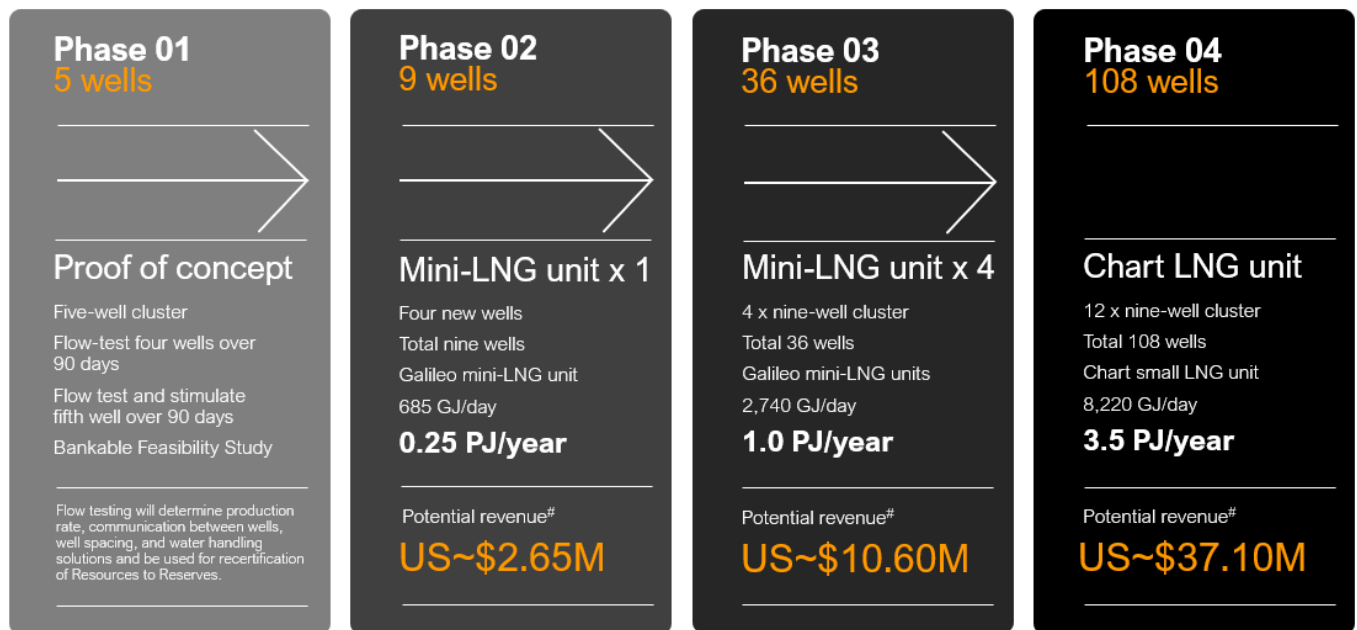 Phase 01
5 wells
Proof of concept
Five-well cluster
Flow-test four wells over
90 days
Flow test and stimulate
fifth well over 90 days
Bankable Feasibility Study
Flow testing will determine production
rate, communication between wells,
well spacing, and water handling
solutions and be used for recertification
of Resources to Reserves.
Phase 02
9 wells
Mini-LNG unit x 1
Four new wells
Total nine wells
Galileo mini-LNG unit
685 GJ/day
0.25 PJ/year
Potential revenue#
US~$2.65M
Phase 03
36 wells
Mini-LNG unit x 4
4 x nine-well cluster
Total 36 wells
Galileo mini-LNG units
2,740 GJ/day
1.0 PJ/year
Potential revenue#
US~$10.60M
Phase 04
108 wells
Chart LNG unit
12 x nine-well cluster
Total 108 wells
Chart small LNG unit
8,220 GJ/day
3.5 PJ/year
Potential revenue#
US~$37.10M